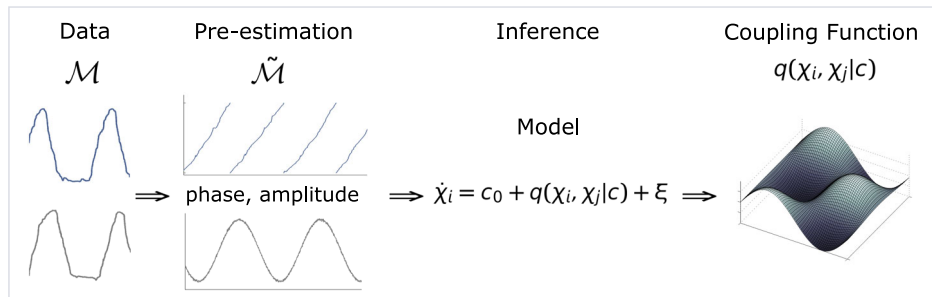 Data
ℳ
Pre-estimation
ℳ̃
phase, amplitude
Inference
Model
χ̇ᵢ = c₀ + q(χᵢ, χⱼ|c) + ξ
Coupling Function
q(χᵢ, χⱼ|c)